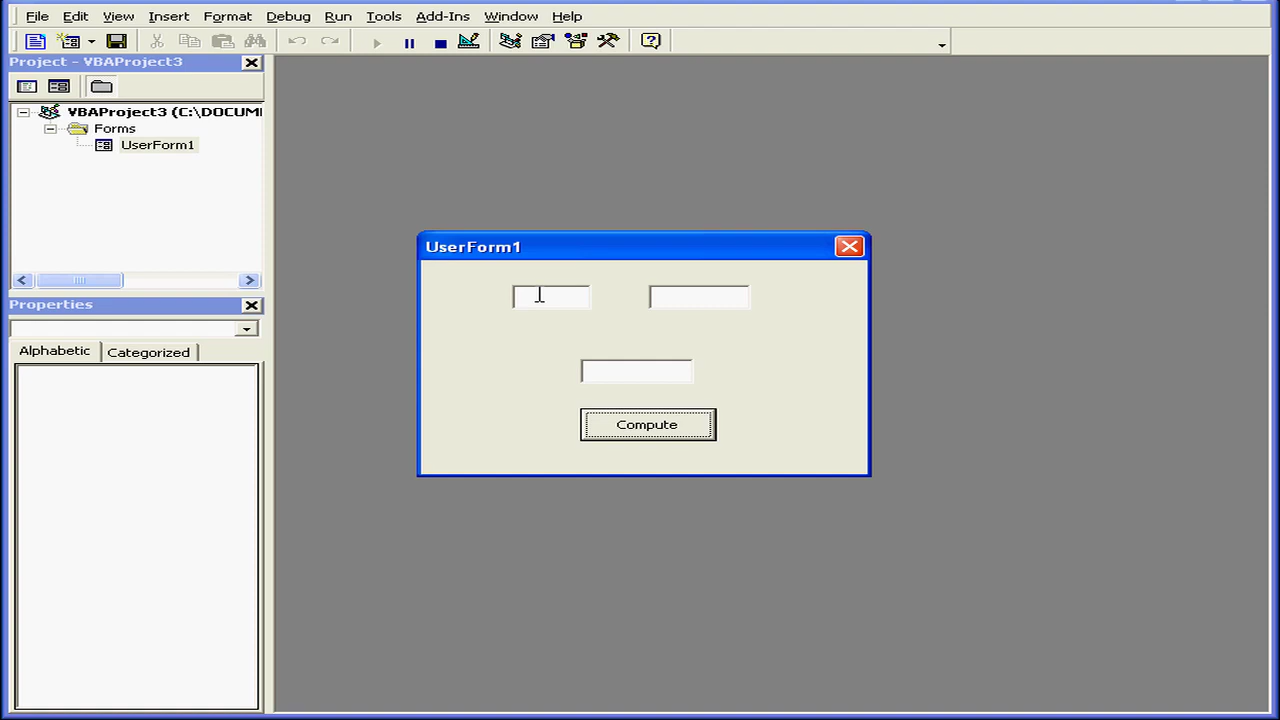 File Edit View Insert Format Debug Run Tools Add-Ins Window Help
Project - VBAProject3
VBAProject3 (C:\DOCUMI
Forms
UserForm1
Properties
Alphabetic Categorized
UserForm1
Compute